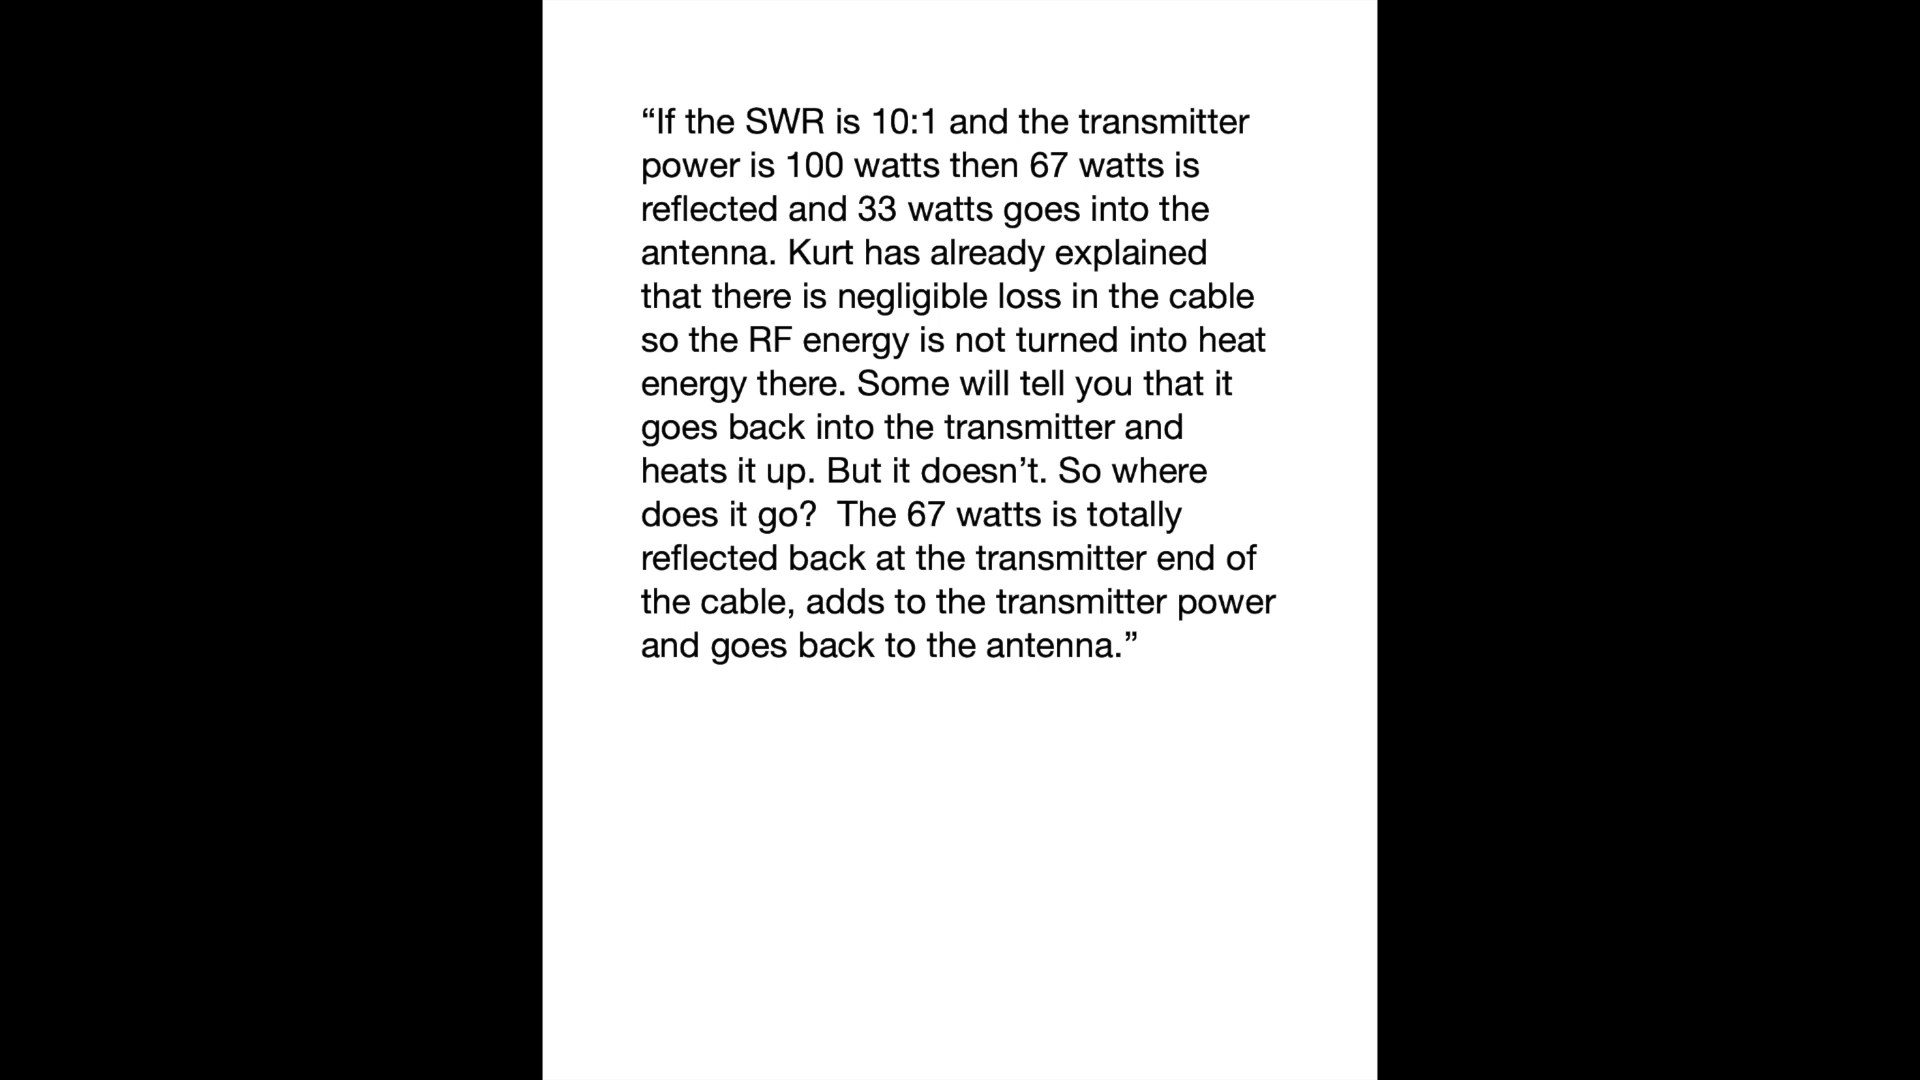 “If the SWR is 10:1 and the transmitter
power is 100 watts then 67 watts is
reflected and 33 watts goes into the
antenna. Kurt has already explained
that there is negligible loss in the cable
so the RF energy is not turned into heat
energy there. Some will tell you that it
goes back into the transmitter and
heats it up. But it doesn’t. So where
does it go?  The 67 watts is totally
reflected back at the transmitter end of
the cable, adds to the transmitter power
and goes back to the antenna.”